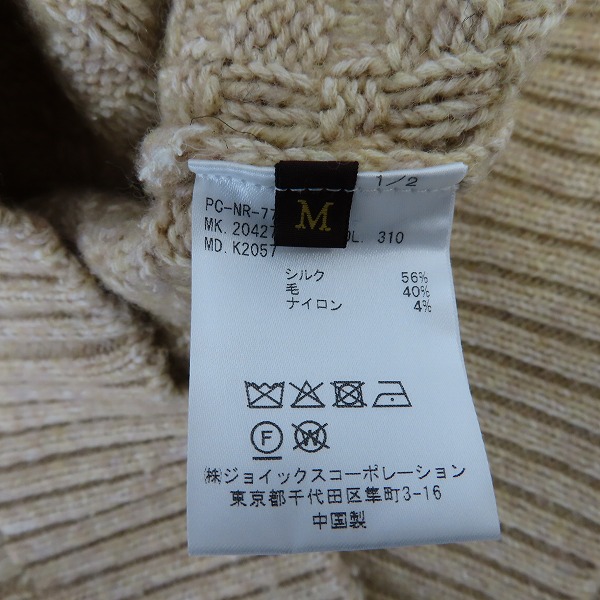 1/2
PC-NR-77
M
MK. 20427 OL. 310
MD. K2057
シルク 56%
毛 40%
ナイロン 4%
F W
㈱ジョイックスコーポレーション
東京都千代田区隼町3-16
中国製